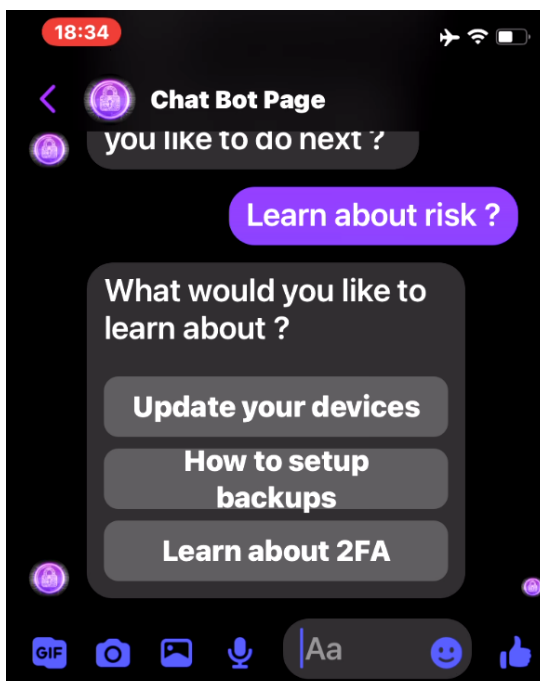 18:34
Chat Bot Page
you like to do next ?
Learn about risk ?
What would you like to
learn about ?
Update your devices
How to setup
backups
Learn about 2FA
GIF
Aa